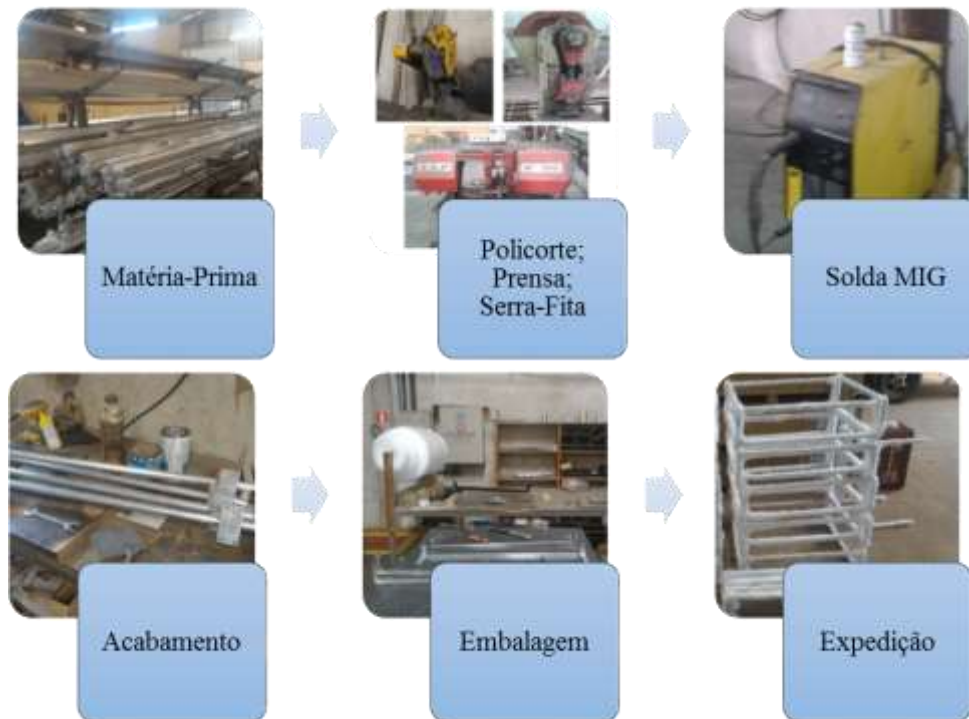 Matéria-Prima
Policorte;
Prensa;
Serra-Fita
Solda MIG
Acabamento
Embalagem
Expedição